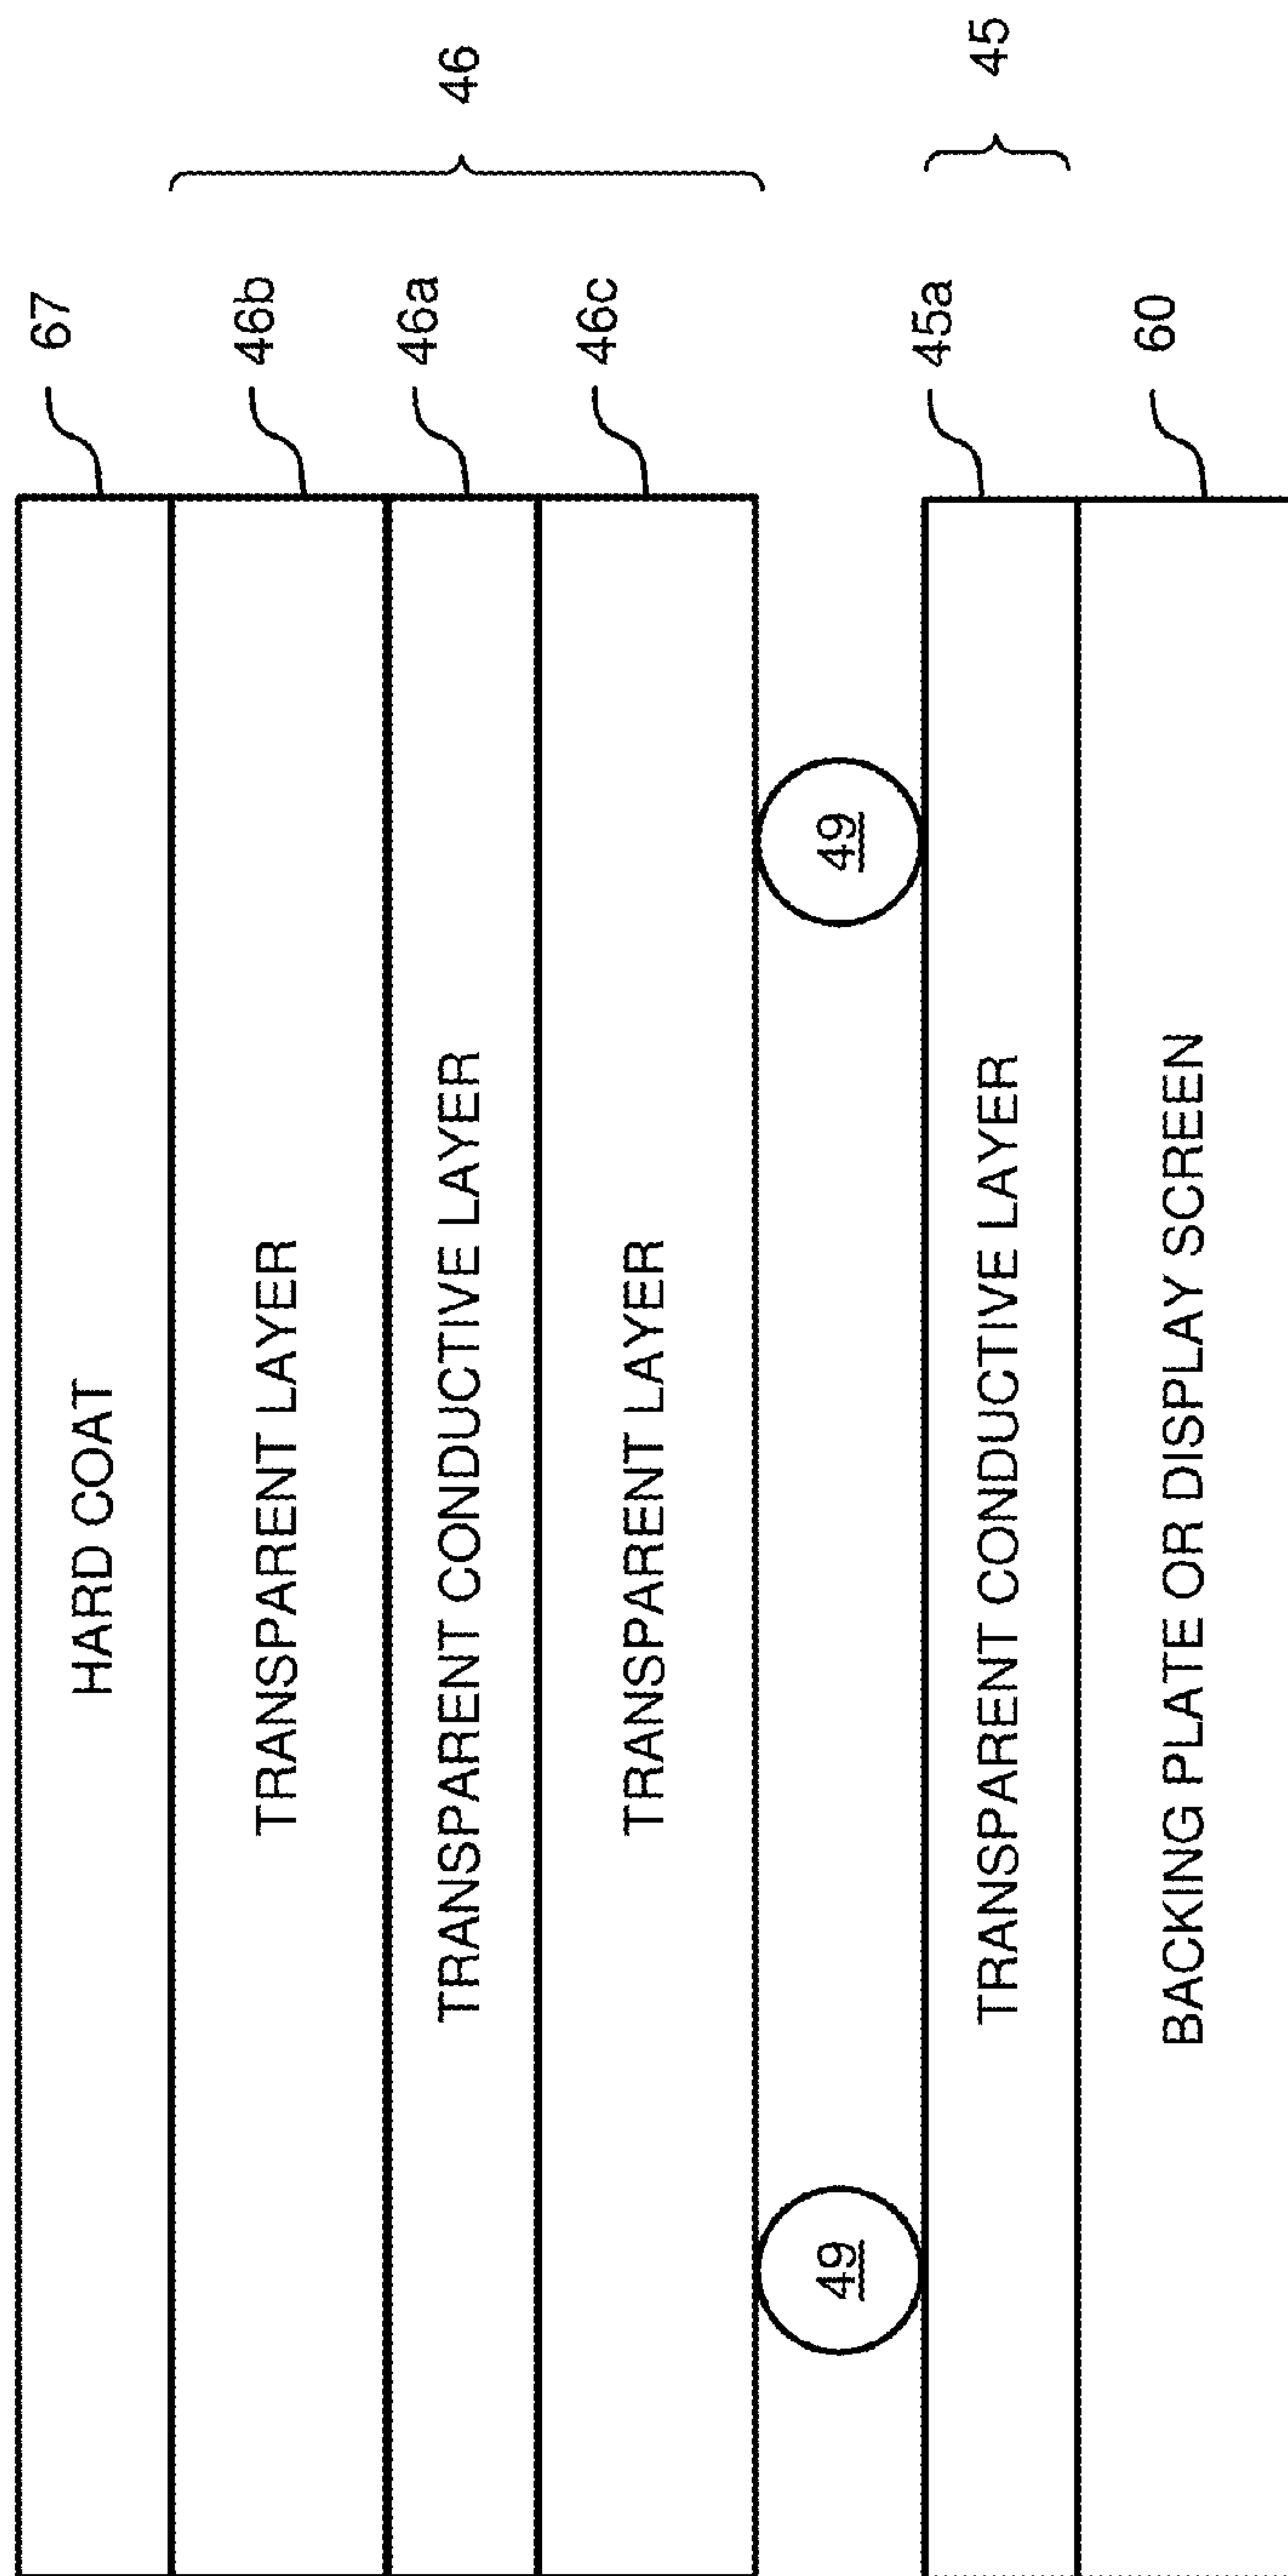 HARD COAT
67
TRANSPARENT LAYER
46b
TRANSPARENT CONDUCTIVE LAYER
46a
46
TRANSPARENT LAYER
46c
49
49
TRANSPARENT CONDUCTIVE LAYER
45a
45
BACKING PLATE OR DISPLAY SCREEN
60